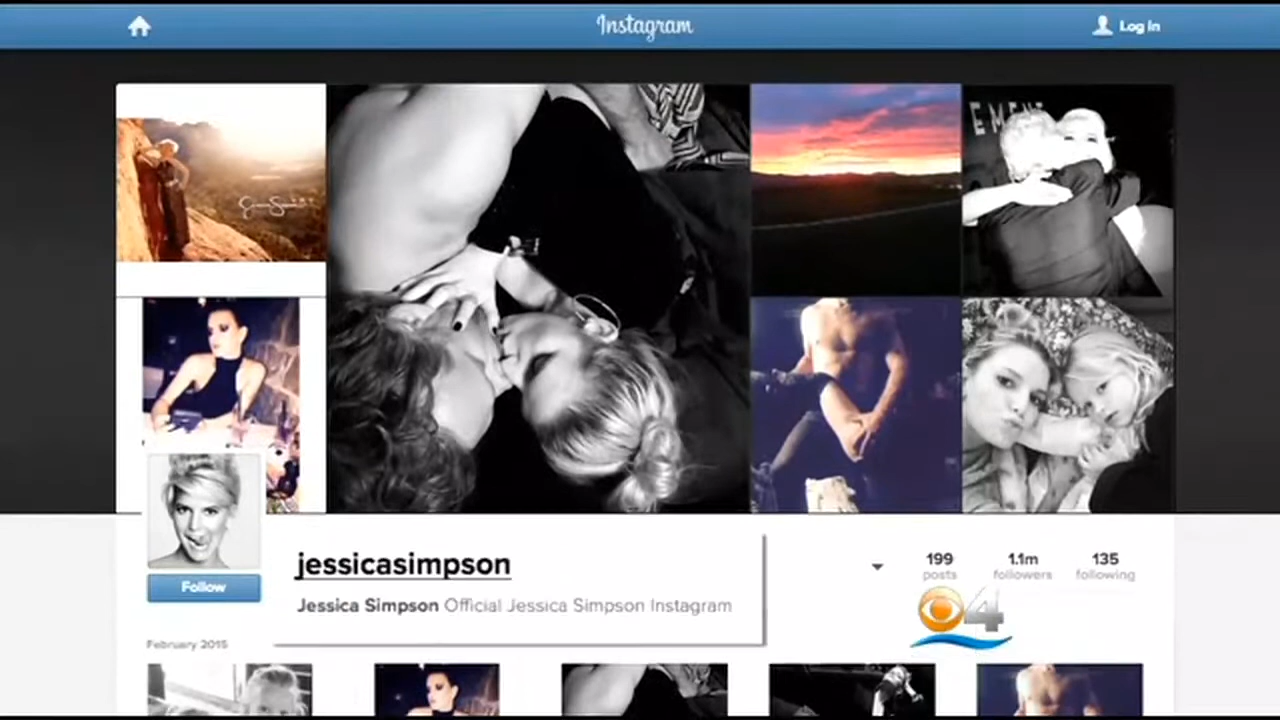 Instagram
Log in
EMENT
jessicasimpson
Jessica Simpson Official Jessica Simpson Instagram
Follow
199
posts
1.1m
followers
135
following
4
February 2015